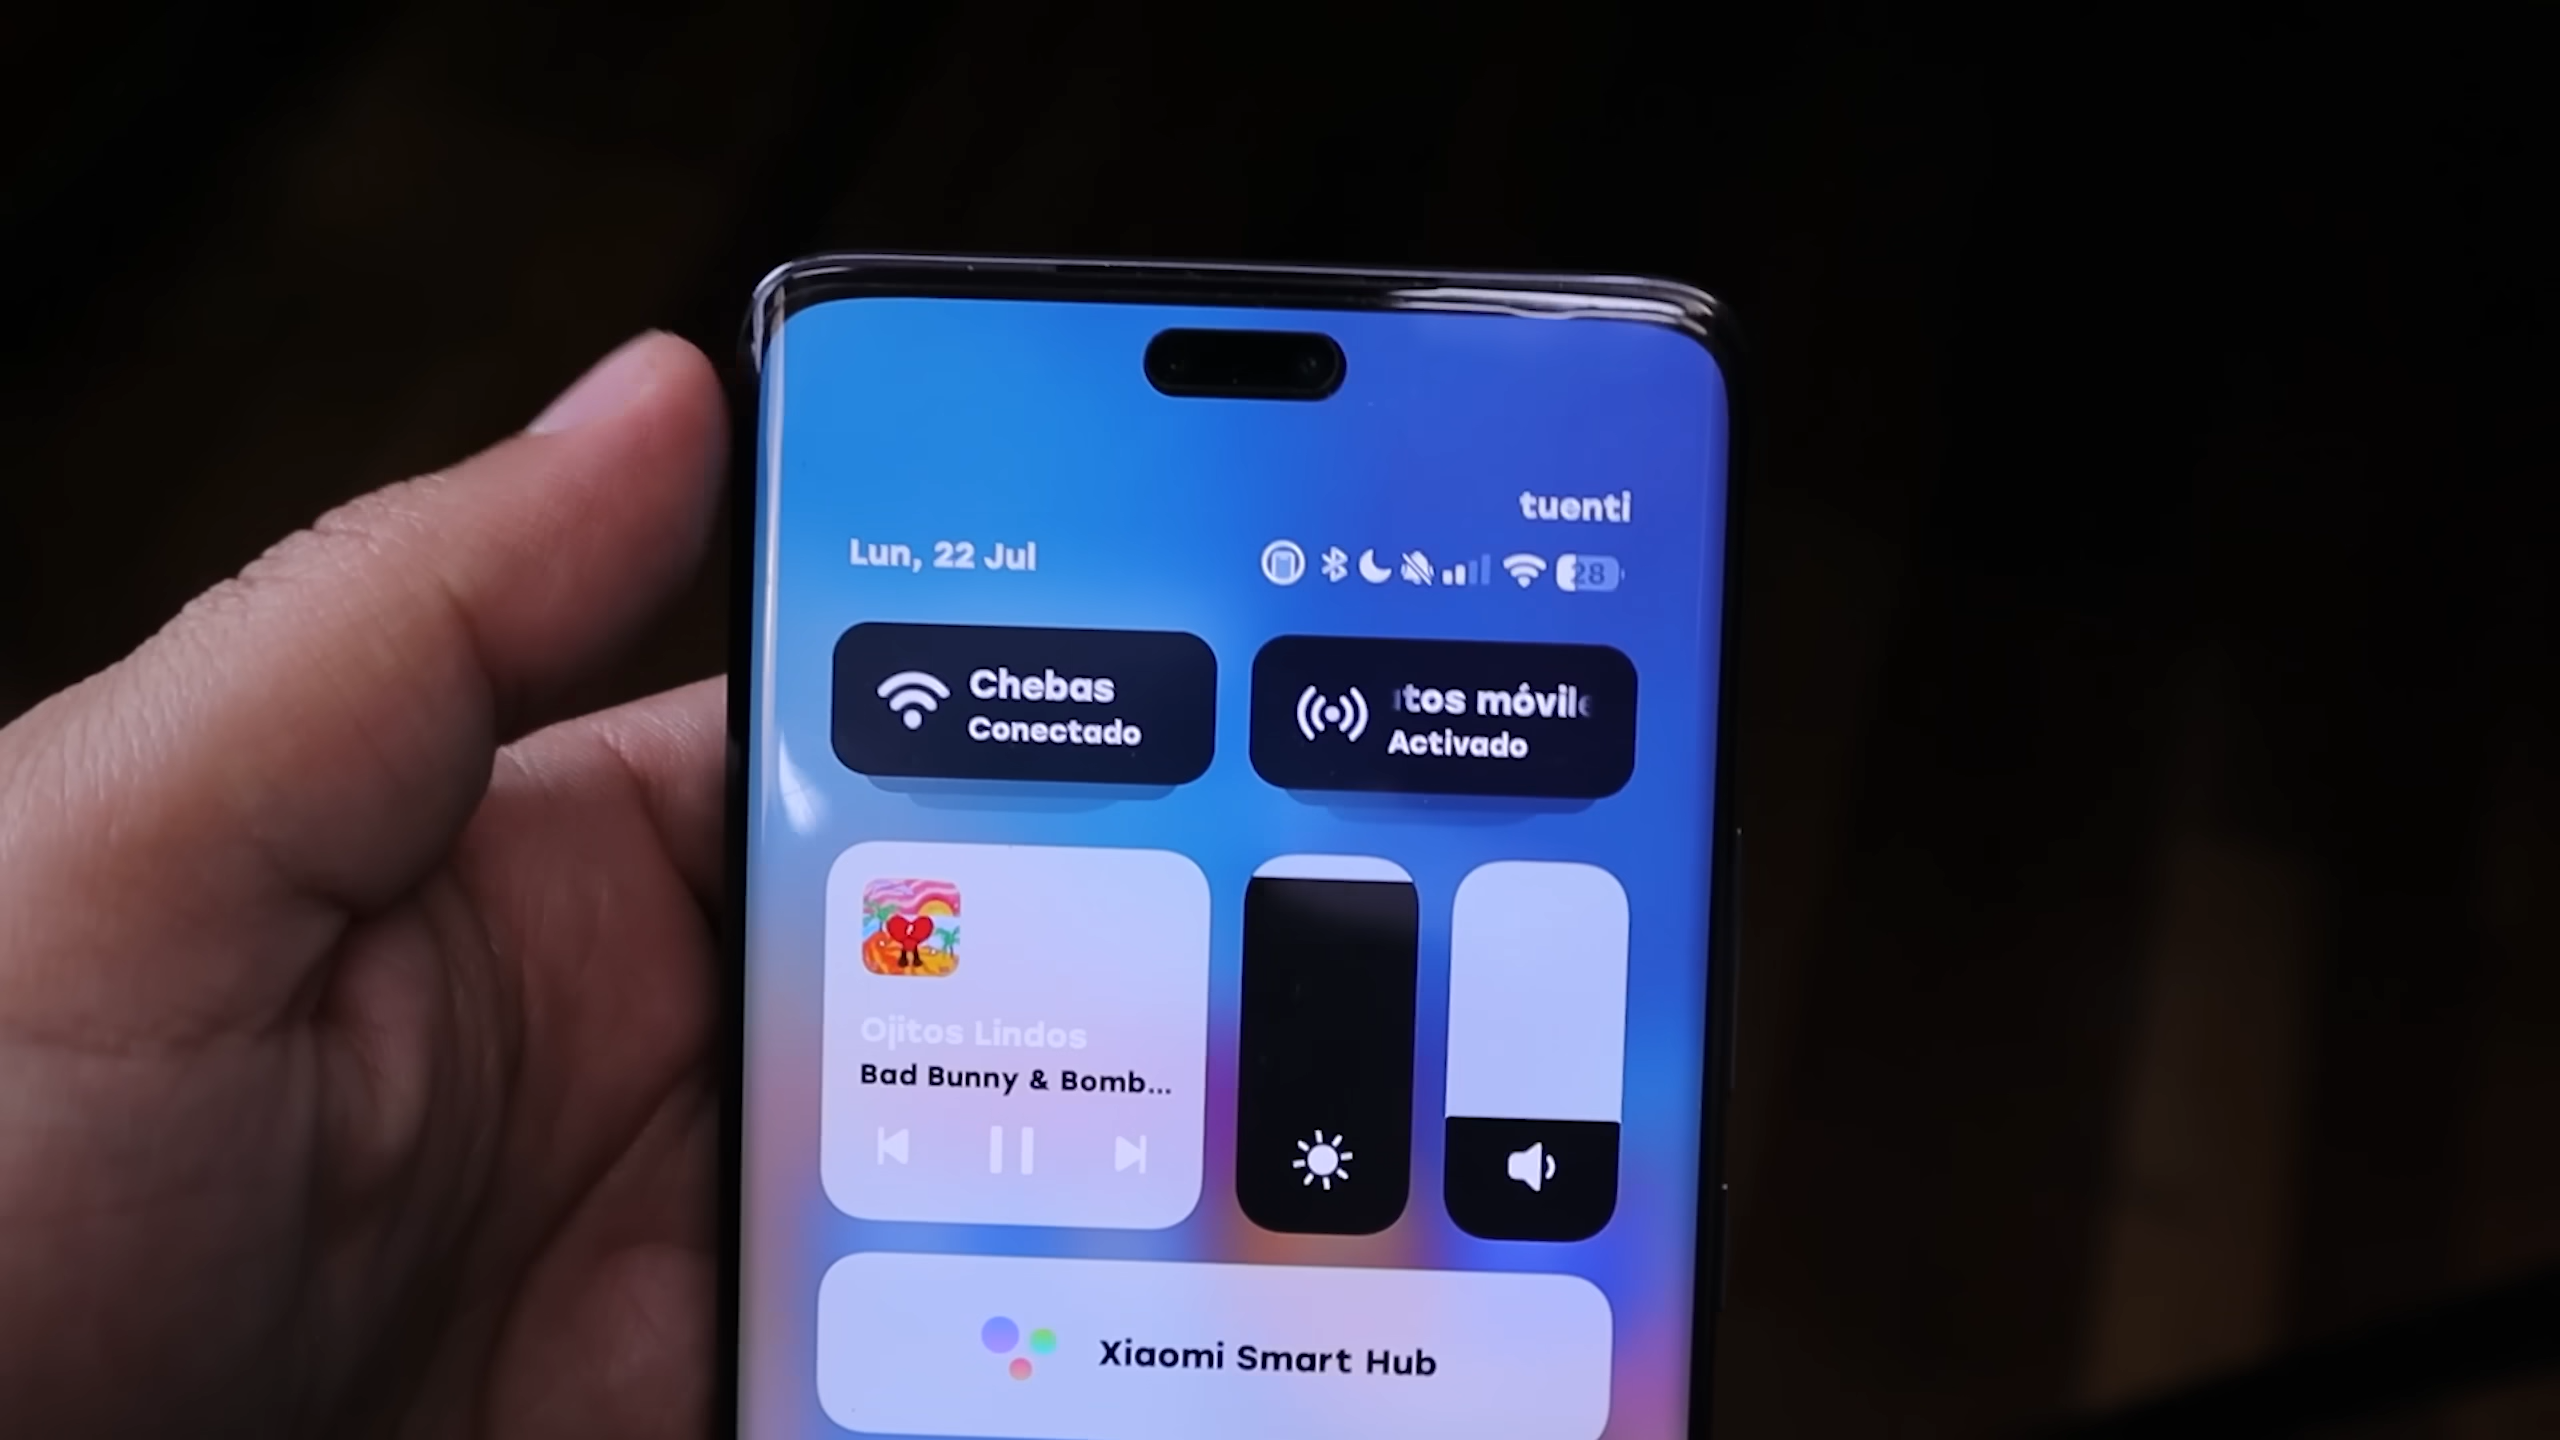 tuenti
Lun, 22 Jul
28
Chebas
Conectado
tos móvil
Activado
Ojitos Lindos
Bad Bunny & Bomb...
Xiaomi Smart Hub